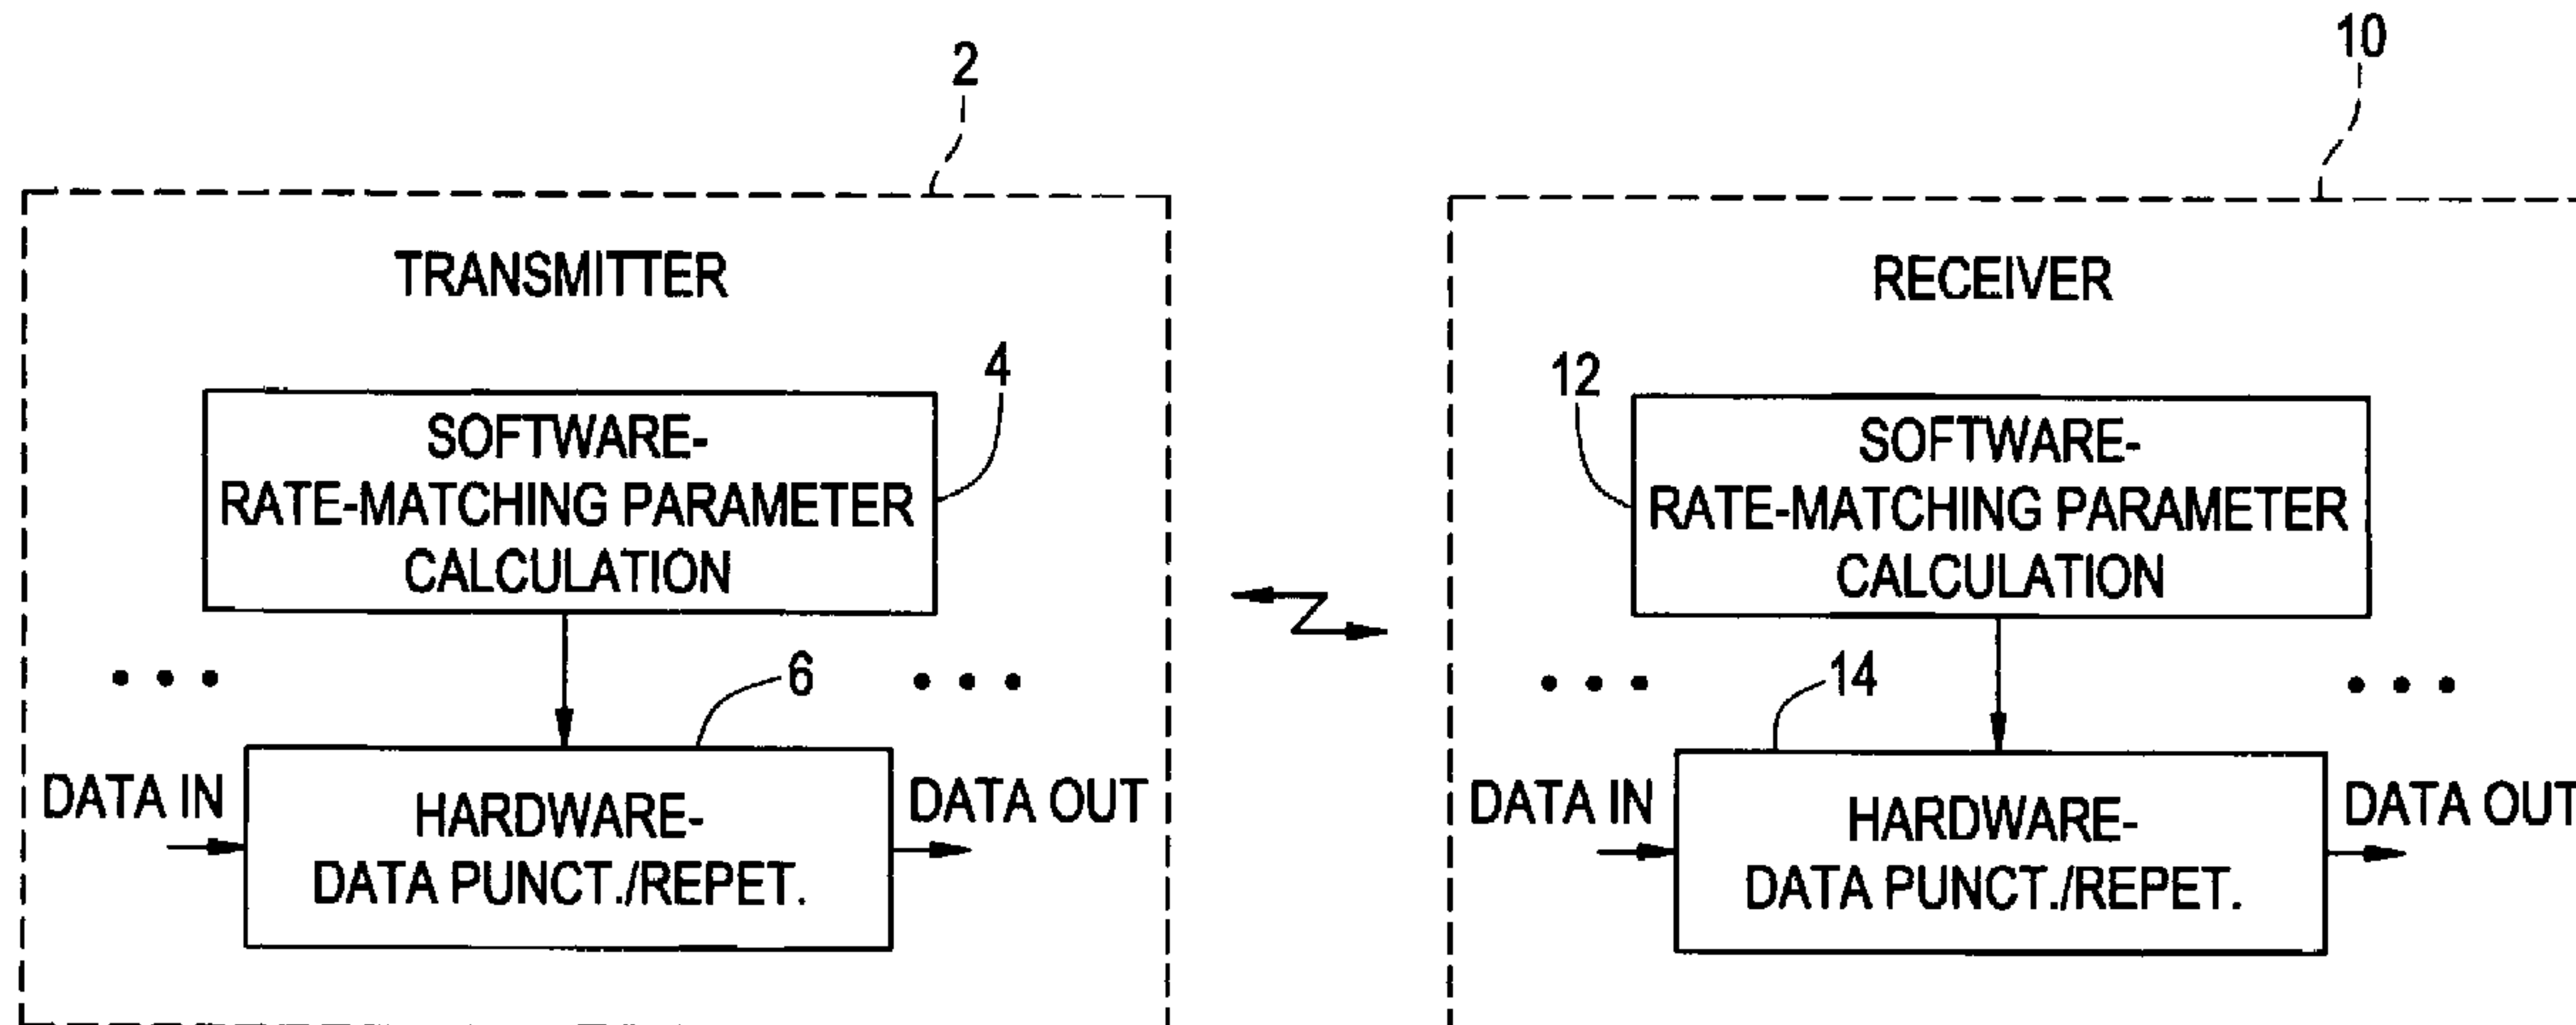 2
10
TRANSMITTER
RECEIVER
4
12
SOFTWARE-
RATE-MATCHING PARAMETER
CALCULATION
SOFTWARE-
RATE-MATCHING PARAMETER
CALCULATION
6
14
DATA IN
HARDWARE-
DATA PUNCT./REPET.
DATA OUT
DATA IN
HARDWARE-
DATA PUNCT./REPET.
DATA OUT